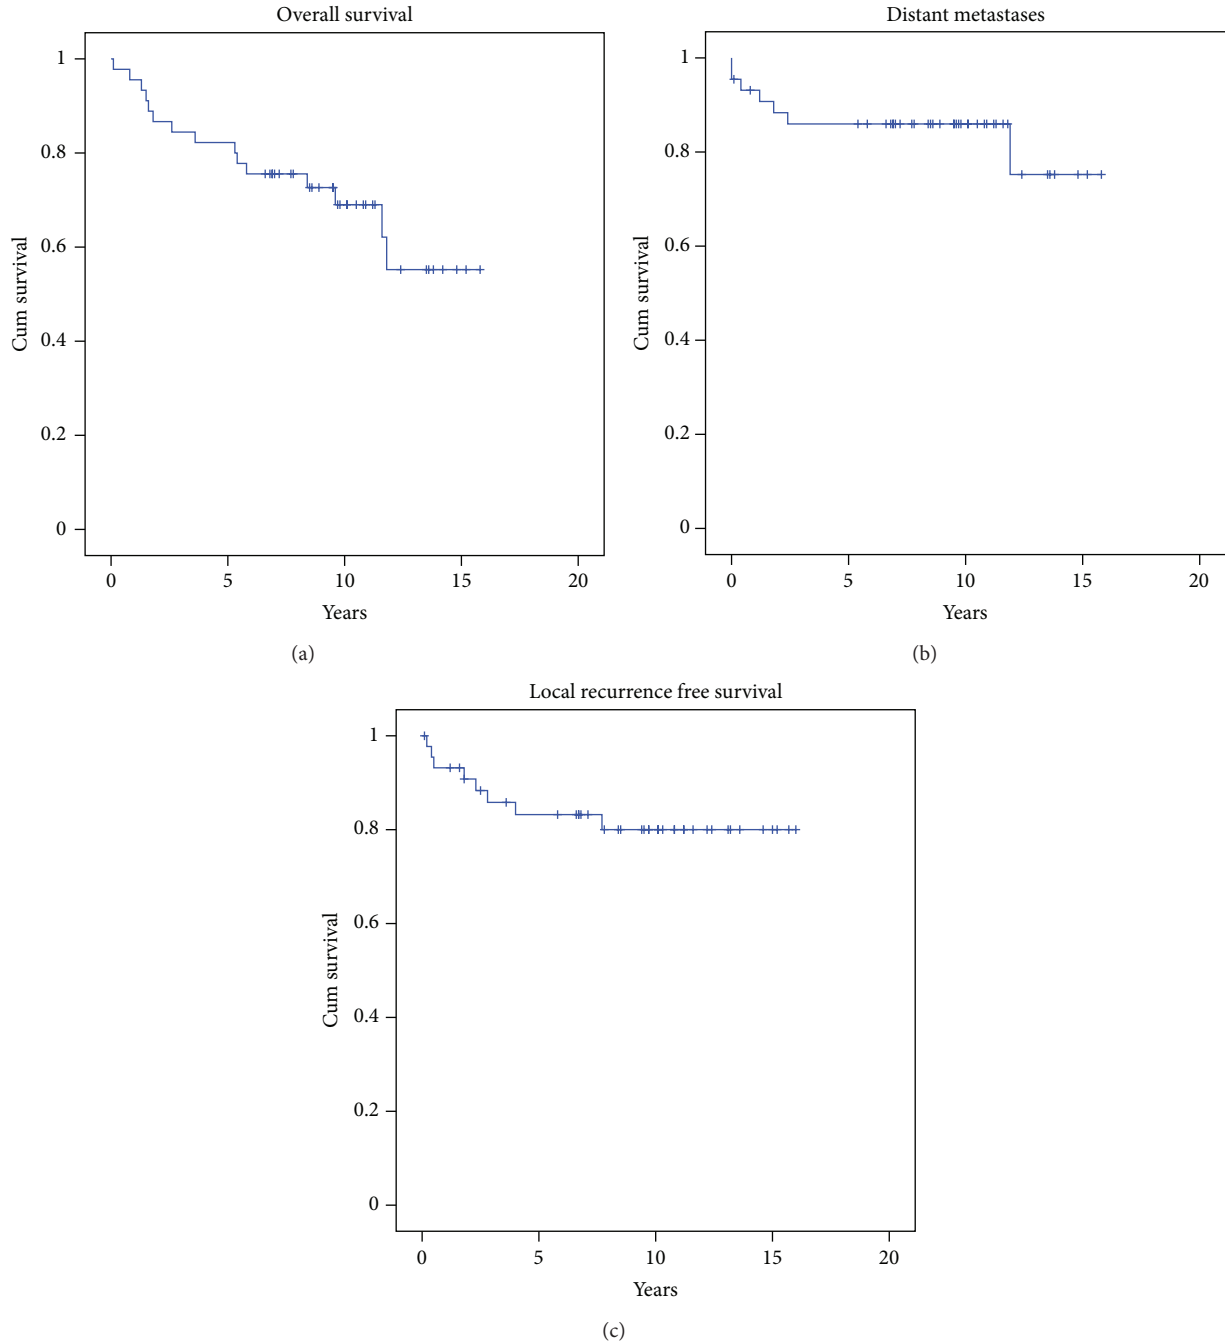 Overall survival
1
0.8
0.6
0.4
0.2
0
Cum survival
0 5 10 15 20
Years
(a)
Distant metastases
1
0.8
0.6
0.4
0.2
0
Cum survival
0 5 10 15 20
Years
(b)
Local recurrence free survival
1
0.8
0.6
0.4
0.2
0
Cum survival
0 5 10 15 20
Years
(c)